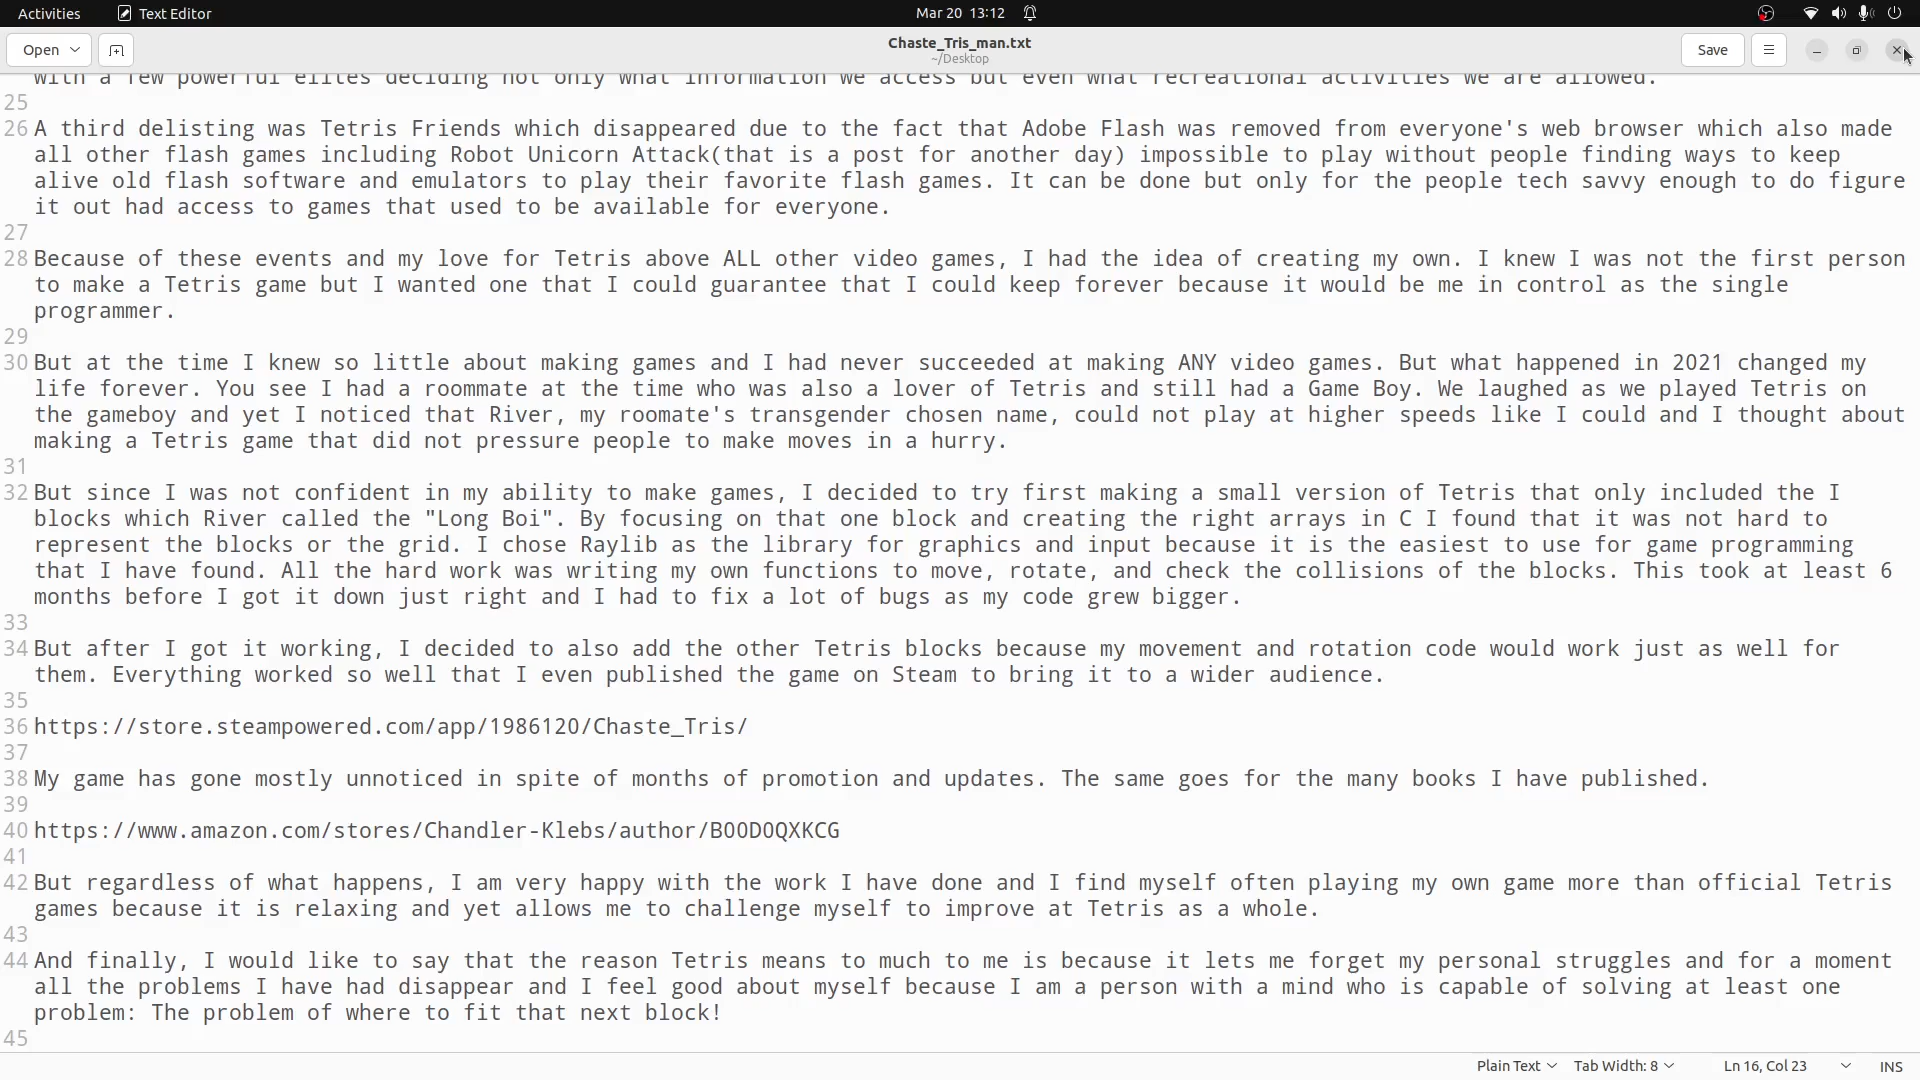 Activities Text Editor Mar 20 13:12
Open Chaste_Tris_man.txt Save
~/Desktop
with a few powerful elites deciding not only what information we access but even what recreational activities we are allowed.
25
26 A third delisting was Tetris Friends which disappeared due to the fact that Adobe Flash was removed from everyone's web browser which also made
all other flash games including Robot Unicorn Attack(that is a post for another day) impossible to play without people finding ways to keep
alive old flash software and emulators to play their favorite flash games. It can be done but only for the people tech savvy enough to do figure
it out had access to games that used to be available for everyone.
27
28 Because of these events and my love for Tetris above ALL other video games, I had the idea of creating my own. I knew I was not the first person
to make a Tetris game but I wanted one that I could guarantee that I could keep forever because it would be me in control as the single
programmer.
29
30 But at the time I knew so little about making games and I had never succeeded at making ANY video games. But what happened in 2021 changed my
life forever. You see I had a roommate at the time who was also a lover of Tetris and still had a Game Boy. We laughed as we played Tetris on
the gameboy and yet I noticed that River, my roomate's transgender chosen name, could not play at higher speeds like I could and I thought about
making a Tetris game that did not pressure people to make moves in a hurry.
31
32 But since I was not confident in my ability to make games, I decided to try first making a small version of Tetris that only included the I
blocks which River called the "Long Boi". By focusing on that one block and creating the right arrays in C I found that it was not hard to
represent the blocks or the grid. I chose Raylib as the library for graphics and input because it is the easiest to use for game programming
that I have found. All the hard work was writing my own functions to move, rotate, and check the collisions of the blocks. This took at least 6
months before I got it down just right and I had to fix a lot of bugs as my code grew bigger.
33
34 But after I got it working, I decided to also add the other Tetris blocks because my movement and rotation code would work just as well for
them. Everything worked so well that I even published the game on Steam to bring it to a wider audience.
35
36 https://store.steampowered.com/app/1986120/Chaste_Tris/
37
38 My game has gone mostly unnoticed in spite of months of promotion and updates. The same goes for the many books I have published.
39
40 https://www.amazon.com/stores/Chandler-Klebs/author/B00D0QXKCG
41
42 But regardless of what happens, I am very happy with the work I have done and I find myself often playing my own game more than official Tetris
games because it is relaxing and yet allows me to challenge myself to improve at Tetris as a whole.
43
44 And finally, I would like to say that the reason Tetris means to much to me is because it lets me forget my personal struggles and for a moment
all the problems I have had disappear and I feel good about myself because I am a person with a mind who is capable of solving at least one
problem: The problem of where to fit that next block!
45
Plain Text Tab Width: 8 Ln 16, Col 23 INS